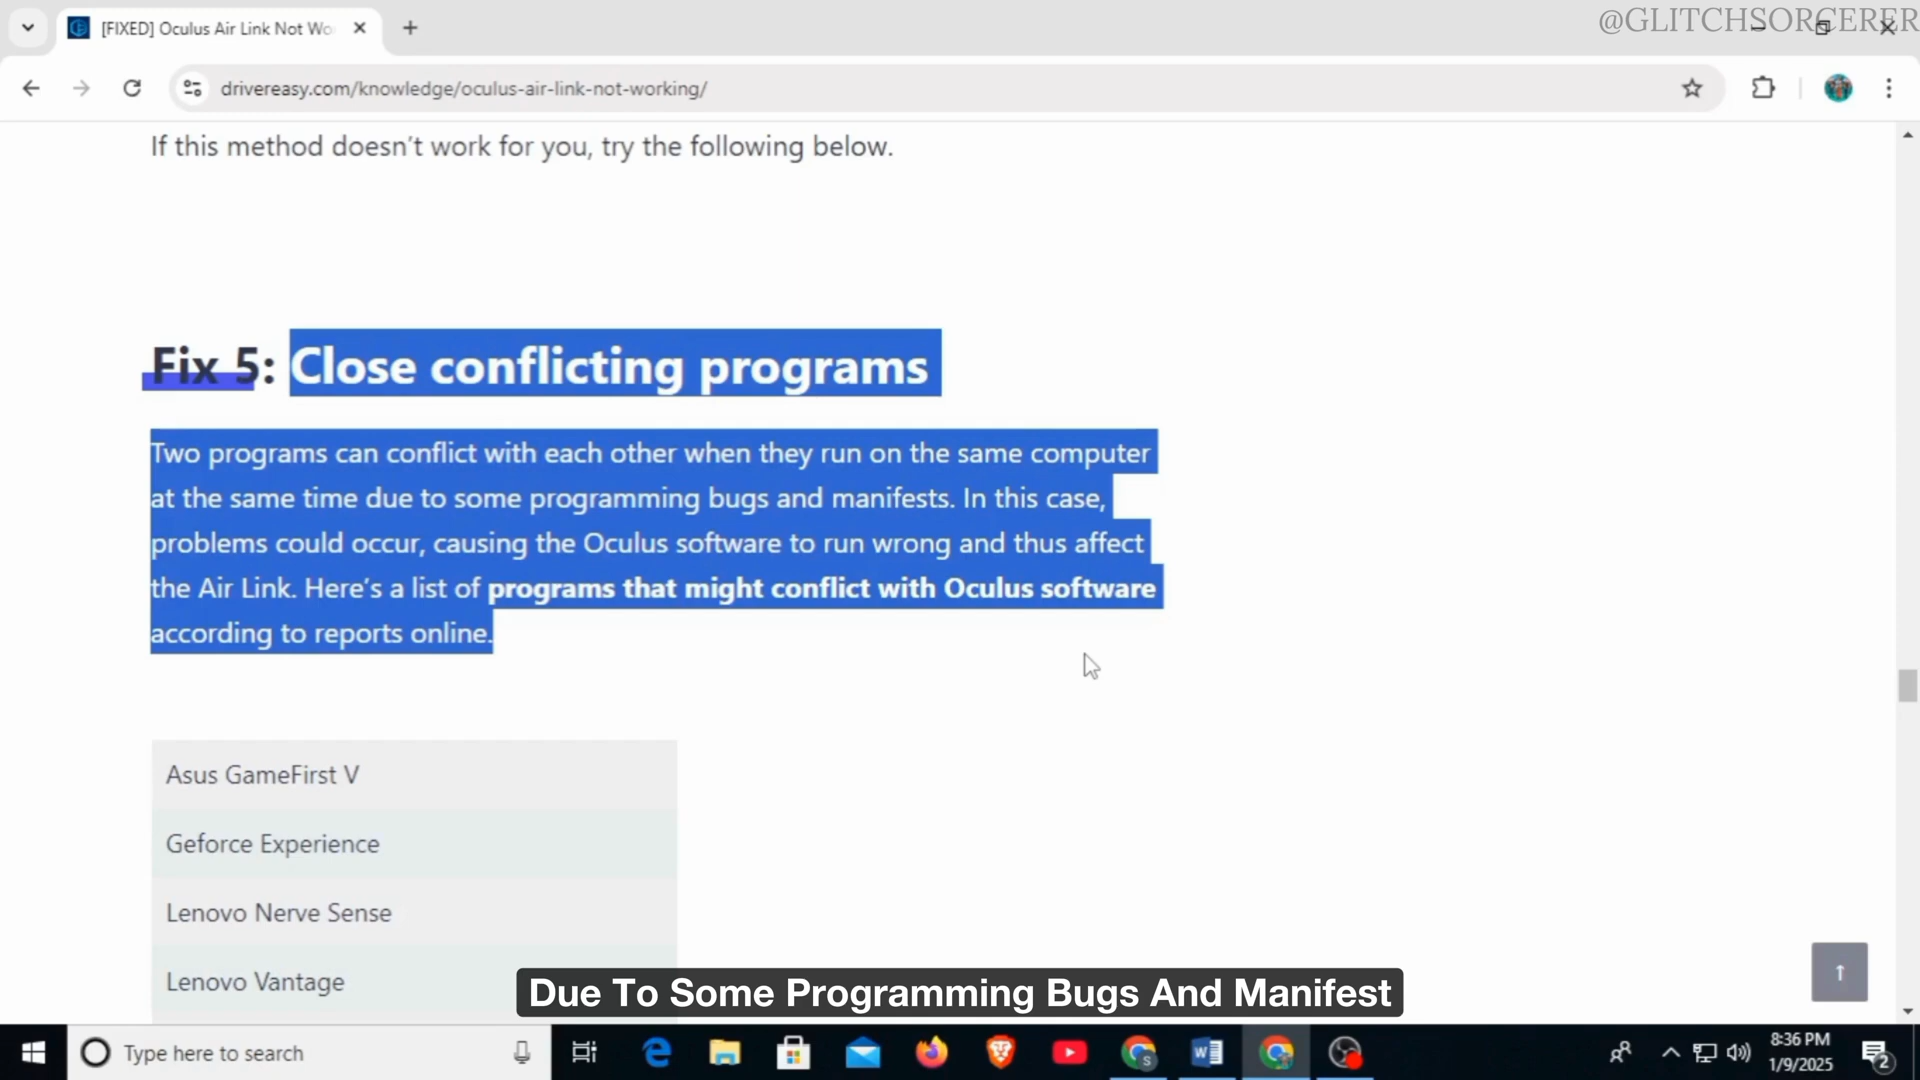 @GLITCHSORCERER
[FIXED] Oculus Air Link Not Wo
drivereasy.com/knowledge/oculus-air-link-not-working/
If this method doesn’t work for you, try the following below.
Fix 5: Close conflicting programs
Two programs can conflict with each other when they run on the same computer
at the same time due to some programming bugs and manifests. In this case,
problems could occur, causing the Oculus software to run wrong and thus affect
the Air Link. Here’s a list of programs that might conflict with Oculus software
according to reports online.
Asus GameFirst V
Geforce Experience
Lenovo Nerve Sense
Lenovo Vantage
Due To Some Programming Bugs And Manifest
Type here to search
8:36 PM
1/9/2025
2